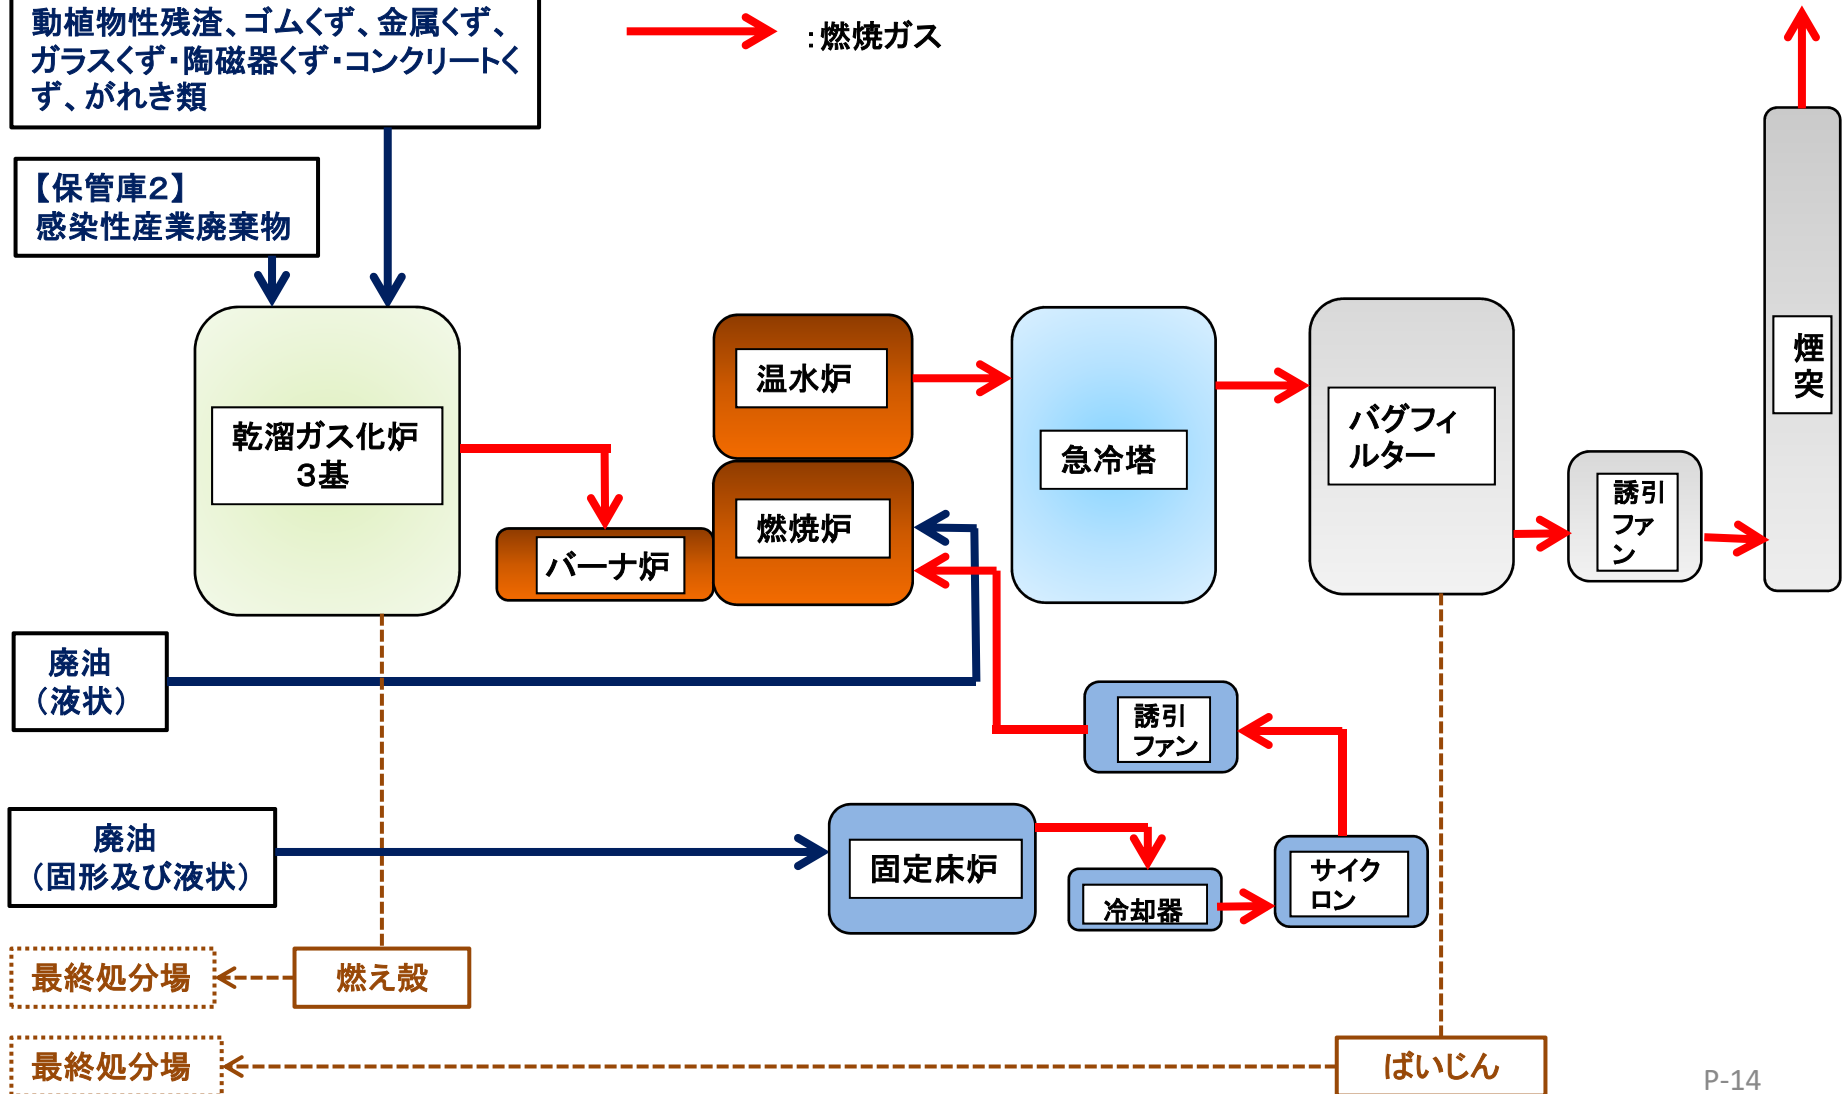 動植物性残渣、ゴムくず、金属くず、
ガラスくず・陶磁器くず・コンクリートく
ず、がれき類
：燃焼ガス
【保管庫２】
感染性産業廃棄物
乾溜ガス化炉
３基
バーナ炉
温水炉
燃焼炉
急冷塔
バグフィ
ルター
誘引
ファ
ン
煙
突
廃油
（液状）
誘引
ファン
廃油
（固形及び液状）
固定床炉
冷却器
サイク
ロン
最終処分場
燃え殻
最終処分場
ばいじん
P-14